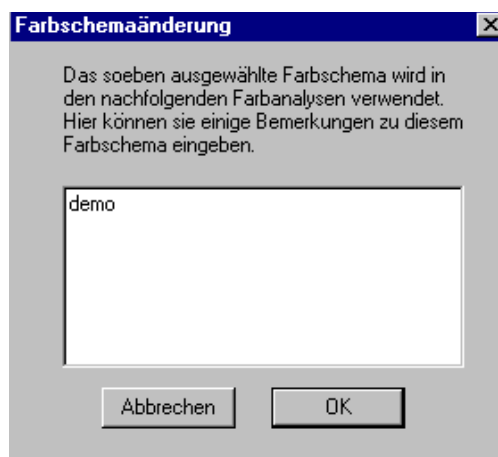 Farbschemaänderung
Das soeben ausgewählte Farbschema wird in
den nachfolgenden Farbanalysen verwendet.
Hier können sie einige Bemerkungen zu diesem
Farbschema eingeben.
demo
Abbrechen OK